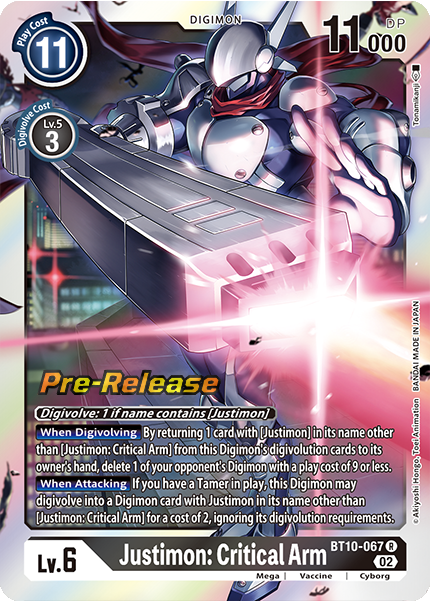 Play Cost
11
DIGIMON
11000 DP
Tonamikanji
Digivolve Cost
Lv.5
3
Pre-Release
Digivolve: 1 if name contains [Justimon]
When Digivolving By returning 1 card with [Justimon] in its name other
than [Justimon: Critical Arm] from this Digimon's digivolution cards to its
owner's hand, delete 1 of your opponent's Digimon with a play cost of 9 or less.
When Attacking If you have a Tamer in play, this Digimon may
digivolve into a Digimon card with Justimon in its name other than
[Justimon: Critical Arm] for a cost of 2, ignoring its digivolution requirements.
©Akiyoshi Hongo, Toei Animation BANDAI MADE IN JAPAN
Lv.6
Justimon: Critical Arm
BT10-067 R
02
Mega | Vaccine | Cyborg